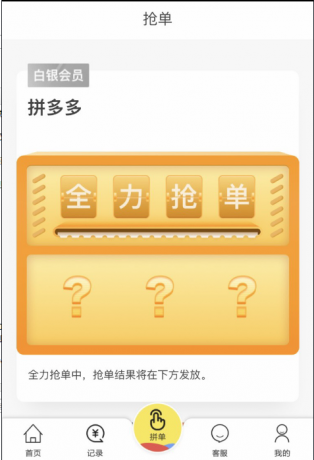 抢单
白银会员
拼多多
全力抢单
? ? ?
全力抢单中，抢单结果将在下方发放。
首页 记录 拼单 客服 我的